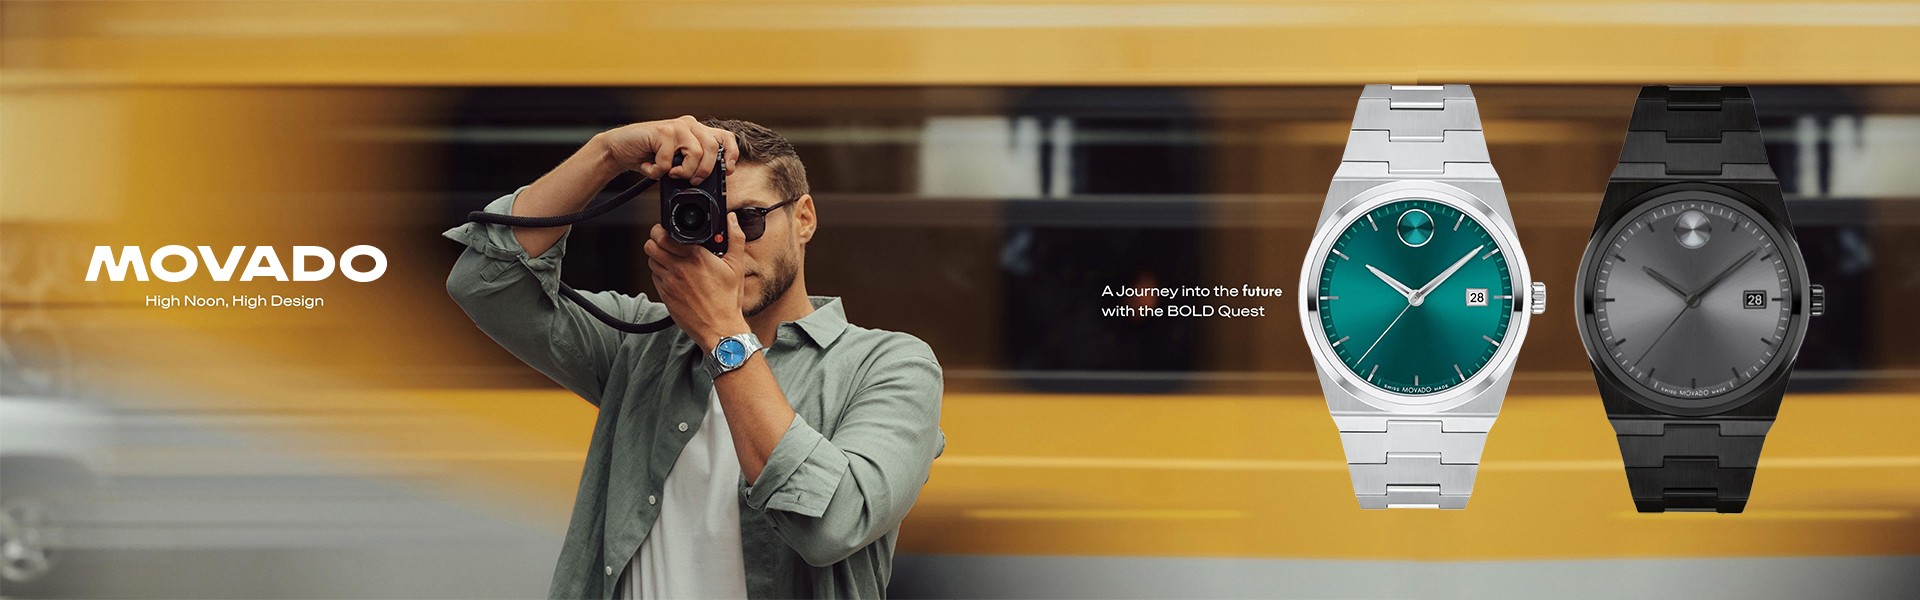 MOVADO
High Noon, High Design
A Journey into the future
with the BOLD Quest
28
SWISS MOVADO MADE
28
SWISS MOVADO MADE